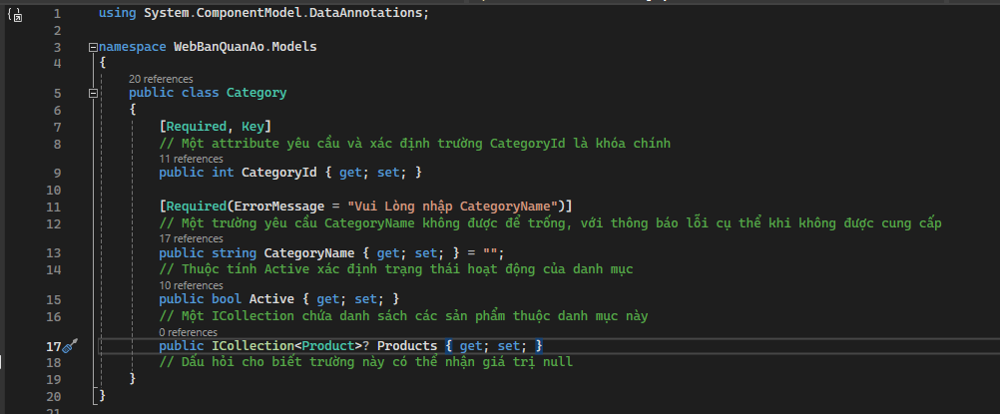 1 using System.ComponentModel.DataAnnotations;
2
3 namespace WebBanQuanAo.Models
4 {
20 references
5 public class Category
6 {
7 [Required, Key]
8 // Một attribute yêu cầu và xác định trường CategoryId là khóa chính
11 references
9 public int CategoryId { get; set; }
10
11 [Required(ErrorMessage = "Vui Lòng nhập CategoryName")]
12 // Một trường yêu cầu CategoryName không được để trống, với thông báo lỗi cụ thể khi không được cung cấp
17 references
13 public string CategoryName { get; set; } = "";
14 // Thuộc tính Active xác định trạng thái hoạt động của danh mục
10 references
15 public bool Active { get; set; }
16 // Một ICollection chứa danh sách các sản phẩm thuộc danh mục này
0 references
17 public ICollection<Product>? Products { get; set; }
18 // Dấu hỏi cho biết trường này có thể nhận giá trị null
19 }
20 }
21